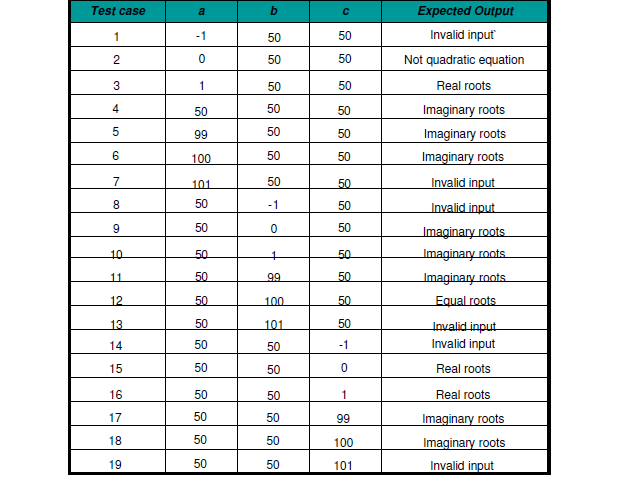 Test case a b c Expected Output
1 -1 50 50 Invalid input`
2 0 50 50 Not quadratic equation
3 1 50 50 Real roots
4 50 50 50 Imaginary roots
5 99 50 50 Imaginary roots
6 100 50 50 Imaginary roots
7 101 50 50 Invalid input
8 50 -1 50 Invalid input
9 50 0 50 Imaginary roots
10 50 1 50 Imaginary roots
11 50 99 50 Imaginary roots
12 50 100 50 Equal roots
13 50 101 50 Invalid input
14 50 50 -1 Invalid input
15 50 50 0 Real roots
16 50 50 1 Real roots
17 50 50 99 Imaginary roots
18 50 50 100 Imaginary roots
19 50 50 101 Invalid input